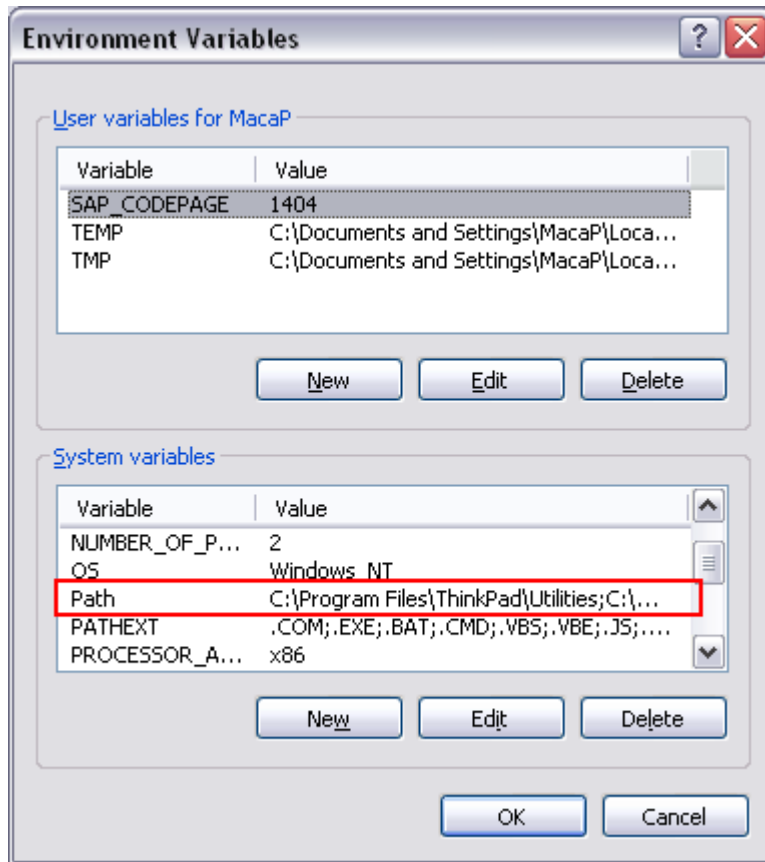 Environment Variables
User variables for MacaP
Variable Value
SAP_CODEPAGE 1404
TEMP C:\Documents and Settings\MacaP\Loca...
TMP C:\Documents and Settings\MacaP\Loca...
New Edit Delete
System variables
Variable Value
NUMBER_OF_P... 2
OS Windows_NT
Path C:\Program Files\ThinkPad\Utilities;C:\...
PATHEXT .COM;.EXE;.BAT;.CMD;.VBS;.VBE;.JS;....
PROCESSOR_A... x86
New Edit Delete
OK Cancel